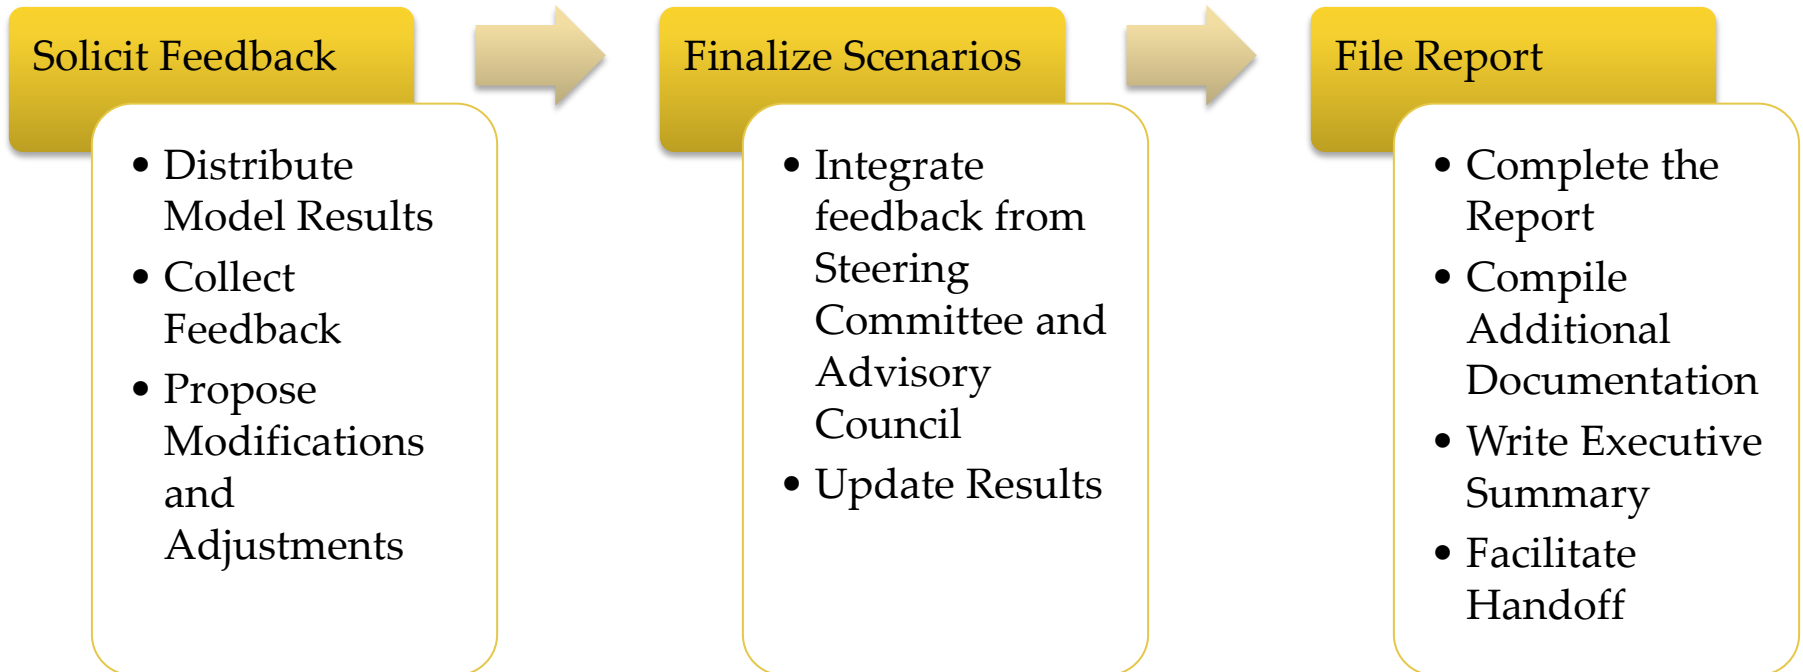 Solicit Feedback
• Distribute
Model Results
• Collect
Feedback
• Propose
Modifications
and
Adjustments
Finalize Scenarios
• Integrate
feedback from
Steering
Committee and
Advisory
Council
• Update Results
File Report
• Complete the
Report
• Compile
Additional
Documentation
• Write Executive
Summary
• Facilitate
Handoff